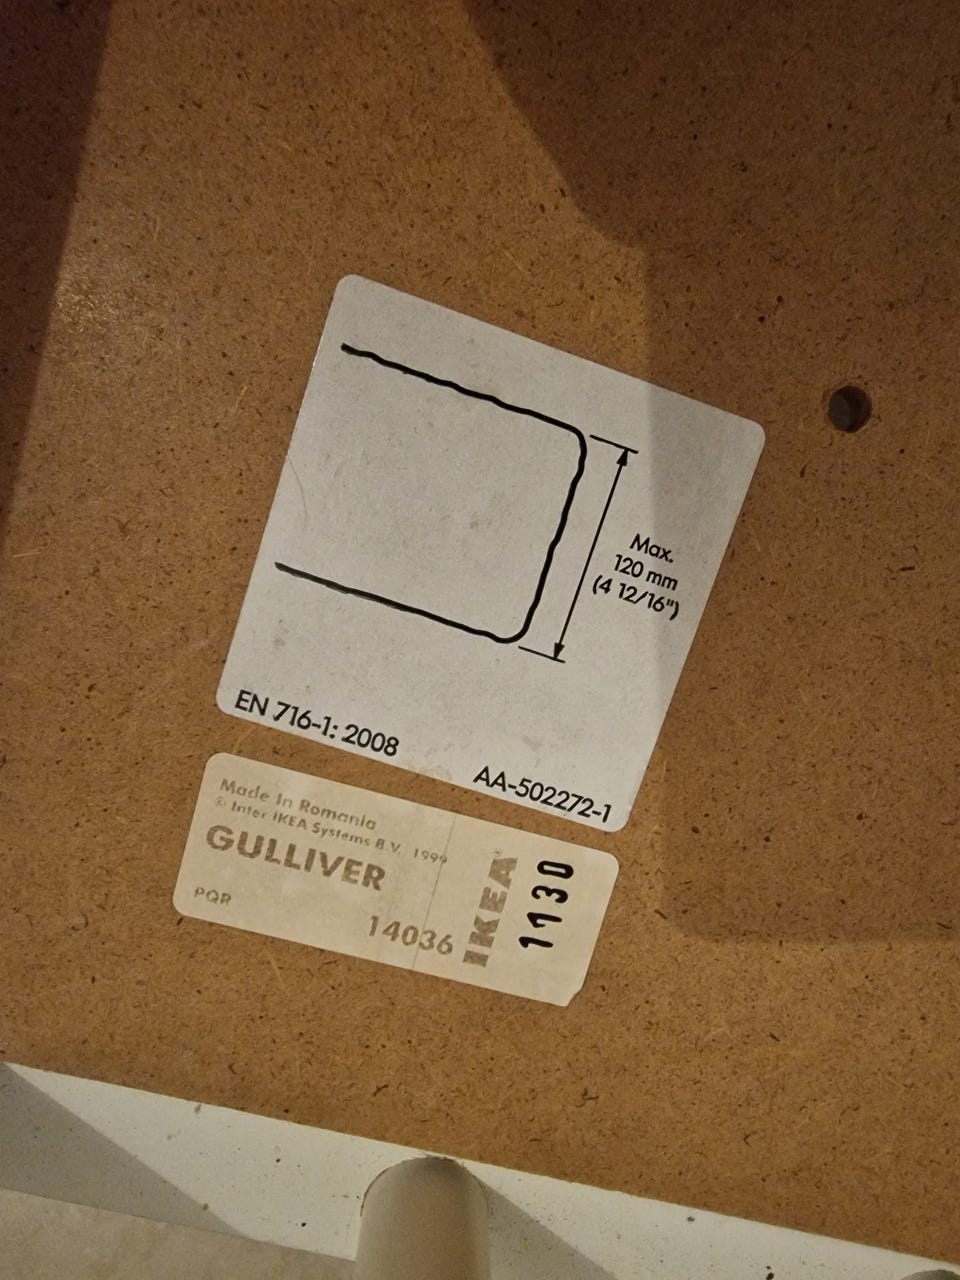 Max.
120 mm
(4 12/16")
EN 716-1: 2008
AA-502272-1
Made in Romania
© Inter IKEA Systems B.V. 1999
GULLIVER
PQR
14036
IKEA
1130